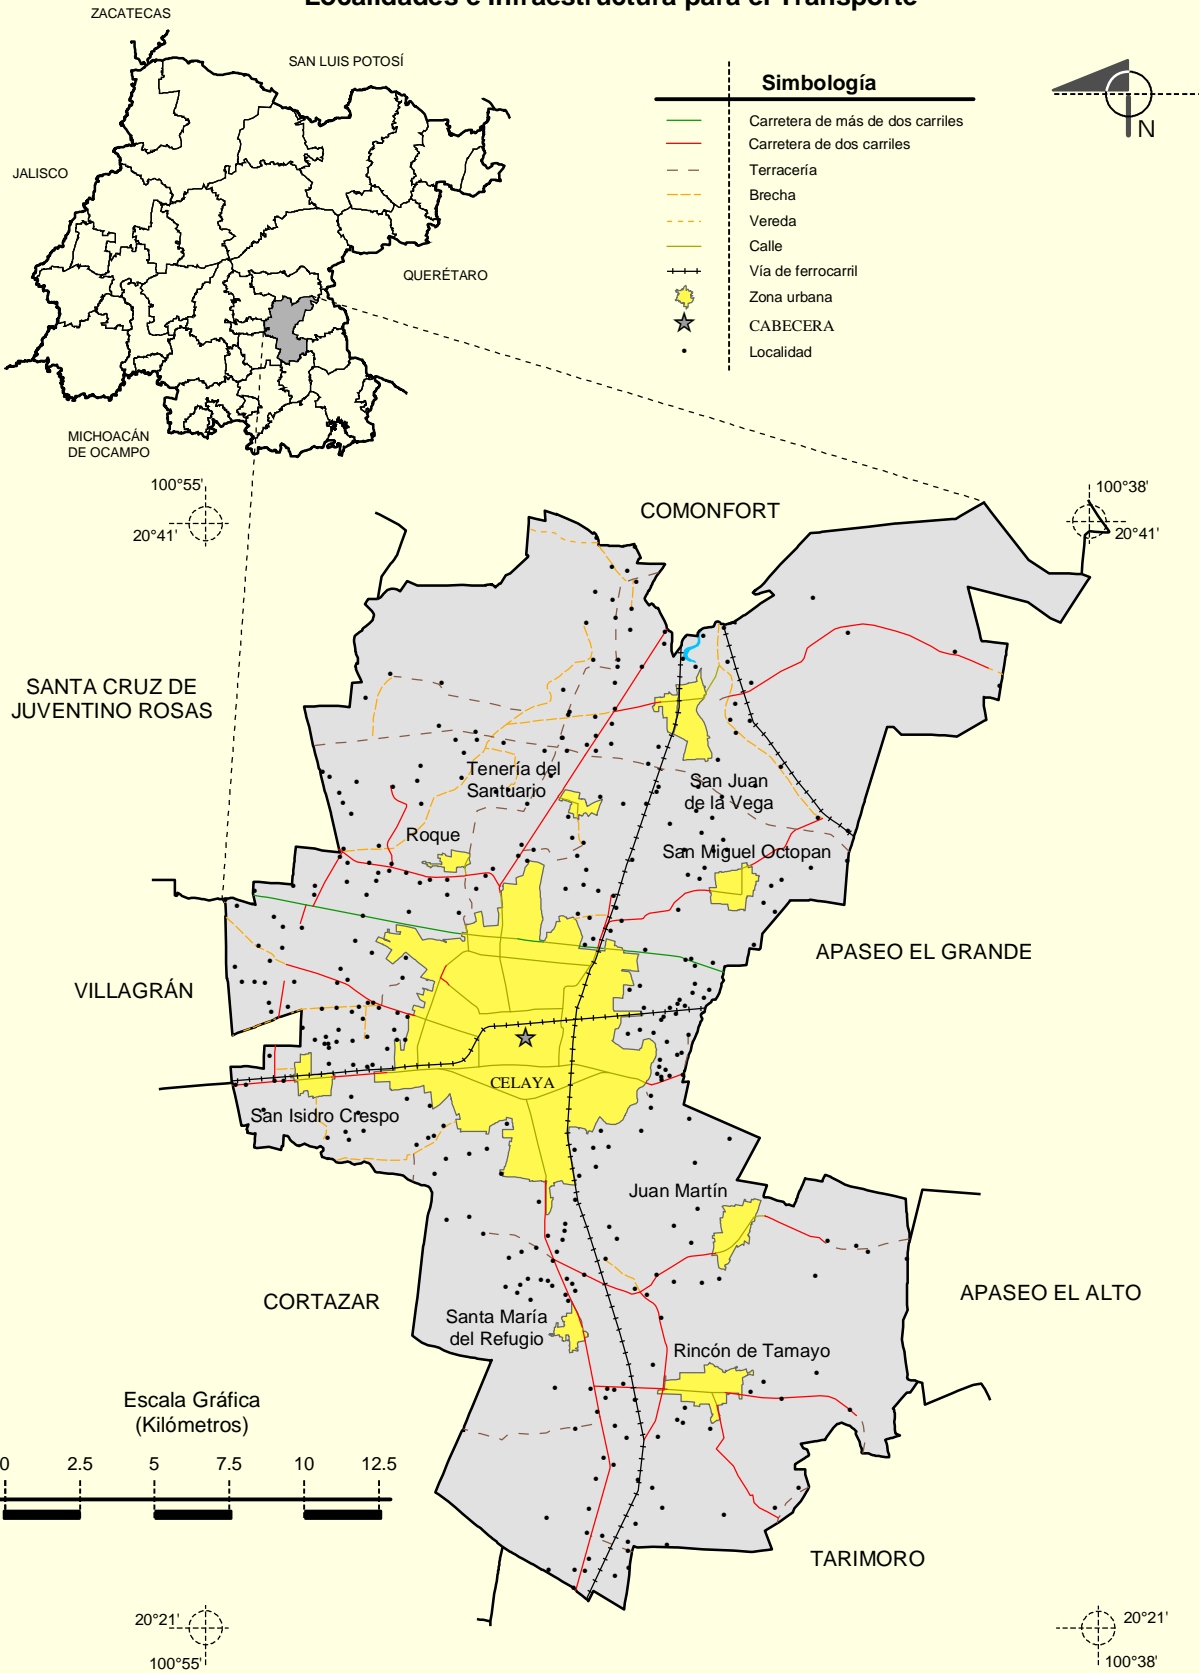 Localidades e Infraestructura para el Transporte
ZACATECAS
SAN LUIS POTOSÍ
JALISCO
QUERÉTARO
MICHOACÁN
DE OCAMPO
Simbología
Carretera de más de dos carriles
Carretera de dos carriles
Terracería
Brecha
Vereda
Calle
Vía de ferrocarril
Zona urbana
CABECERA
Localidad
N
100°55'
20°41'
100°38'
20°41'
COMONFORT
SANTA CRUZ DE
JUVENTINO ROSAS
Tenería del
Santuario
San Juan
de la Vega
Roque
San Miguel Octopan
APASEO EL GRANDE
VILLAGRÁN
CELAYA
San Isidro Crespo
Juan Martín
CORTAZAR
APASEO EL ALTO
Santa María
del Refugio
Rincón de Tamayo
Escala Gráfica
(Kilómetros)
0 2.5 5 7.5 10 12.5
TARIMORO
20°21'
100°55'
20°21'
100°38'